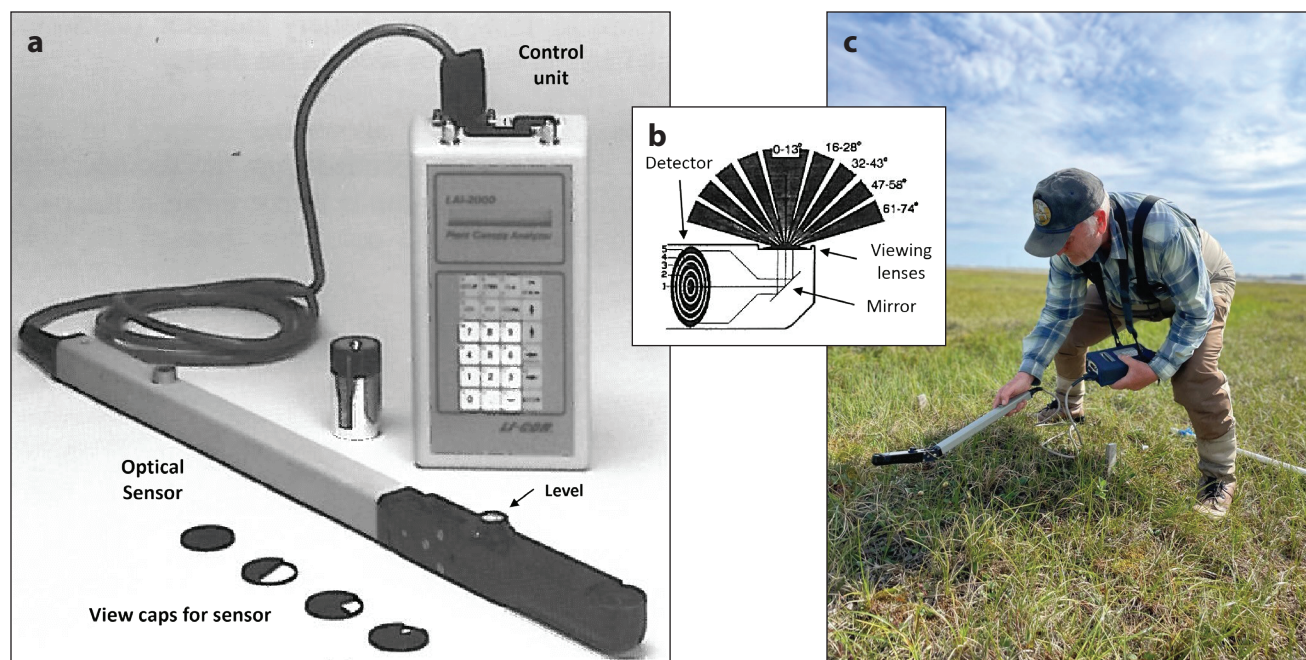 a
Control
unit
LAI-2000
Plant Canopy Analyzer
7 8 9
4 5 6
1 2 3
0
LI-COR
Optical
Sensor
Level
View caps for sensor
b
Detector
0-13°
16-28°
32-43°
47-58°
61-74°
5
4
3
2
1
Viewing
lenses
Mirror
c